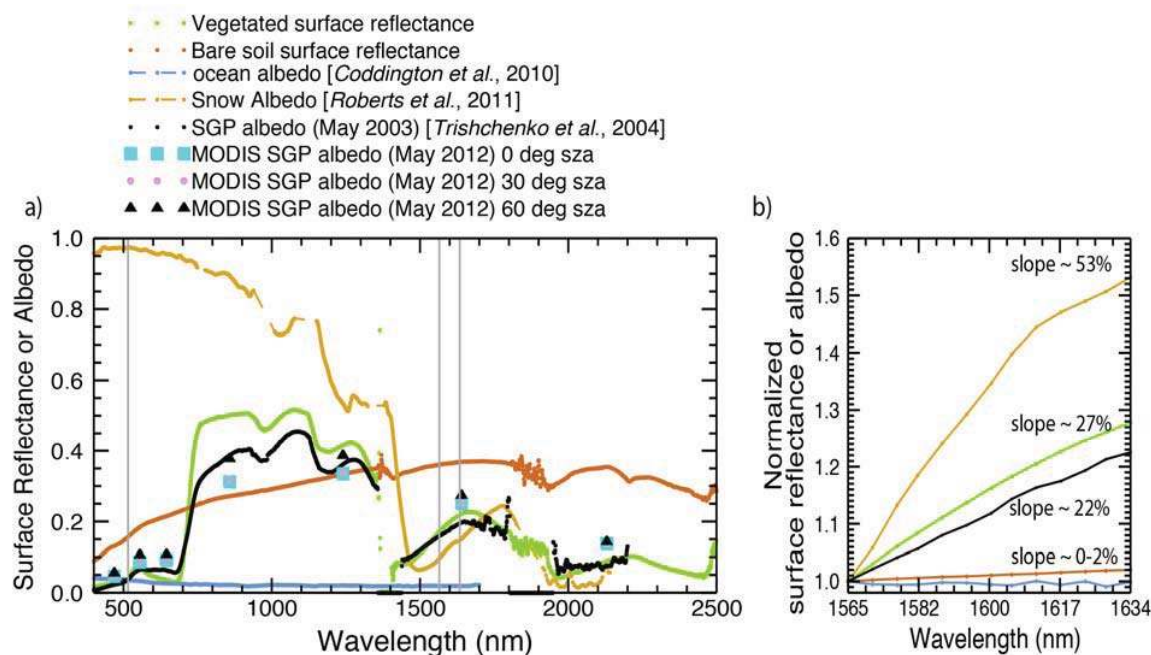 Vegetated surface reflectance
Bare soil surface reflectance
ocean albedo [Coddington et al., 2010]
Snow Albedo [Roberts et al., 2011]
SGP albedo (May 2003) [Trishchenko et al., 2004]
MODIS SGP albedo (May 2012) 0 deg sza
MODIS SGP albedo (May 2012) 30 deg sza
MODIS SGP albedo (May 2012) 60 deg sza
a)
Surface Reflectance or Albedo
1.0
0.8
0.6
0.4
0.2
0.0
500
1000
1500
2000
2500
Wavelength (nm)
b)
Normalized
surface reflectance or albedo
1.6
1.5
1.4
1.3
1.2
1.1
1.0
slope ~ 53%
slope ~ 27%
slope ~ 22%
slope ~0-2%
1565
1582
1600
1617
1634
Wavelength (nm)